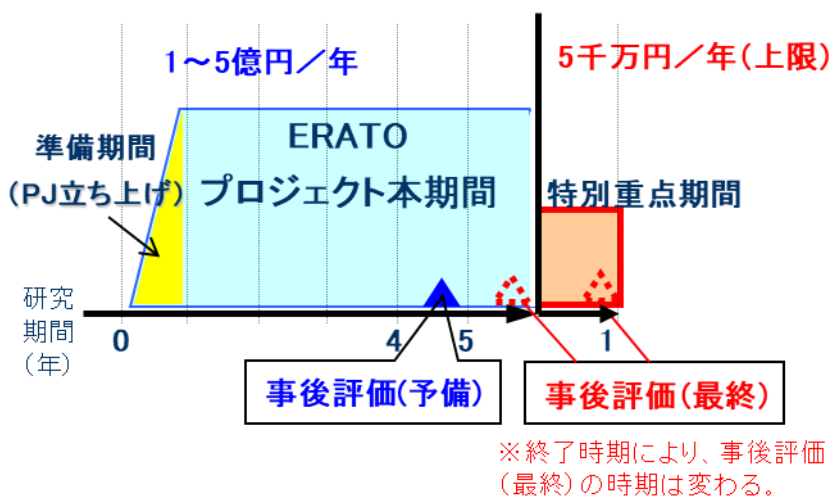 1～5億円／年
5千万円／年(上限)
準備期間
(PJ立ち上げ)
ERATO
プロジェクト本期間
特別重点期間
研究
期間
(年)
0
4
5
1
事後評価(予備)
事後評価(最終)
※終了時期により、事後評価
(最終)の時期は変わる。